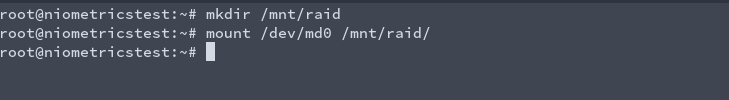 root@niometricstest:~# mkdir /mnt/raid
root@niometricstest:~# mount /dev/md0 /mnt/raid/
root@niometricstest:~#